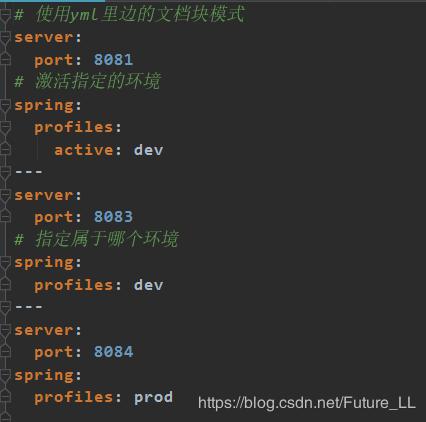 # 使用yml里边的文档块模式
server:
  port: 8081
# 激活指定的环境
spring:
  profiles:
    active: dev
---
server:
  port: 8083
# 指定属于哪个环境
spring:
  profiles: dev
---
server:
  port: 8084
spring:
  profiles: prod
https://blog.csdn.net/Future_LL